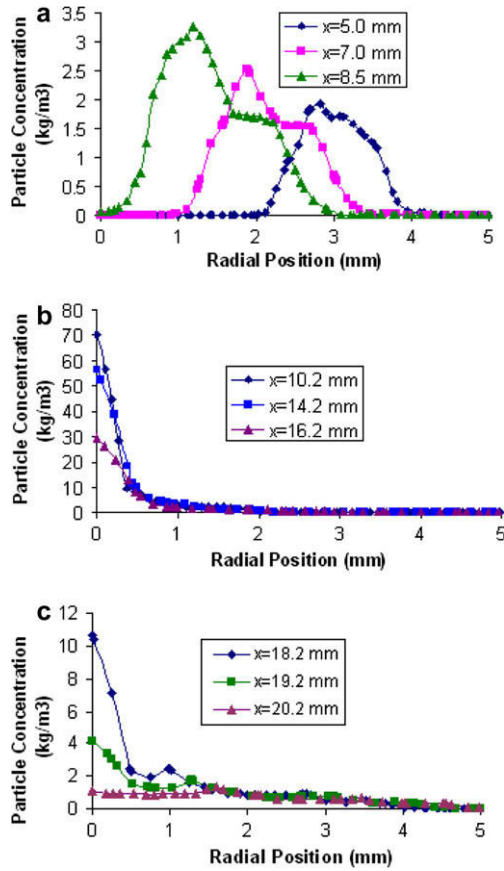 a
x=5.0 mm
x=7.0 mm
x=8.5 mm
Particle Concentration
(kg/m3)
3.5
3
2.5
2
1.5
1
0.5
0
0 1 2 3 4 5
Radial Position (mm)
b
x=10.2 mm
x=14.2 mm
x=16.2 mm
Particle Concentration
(kg/m3)
80
70
60
50
40
30
20
10
0
0 1 2 3 4 5
Radial Position (mm)
c
x=18.2 mm
x=19.2 mm
x=20.2 mm
Particle Concentration
(kg/m3)
12
10
8
6
4
2
0
0 1 2 3 4 5
Radial Position (mm)